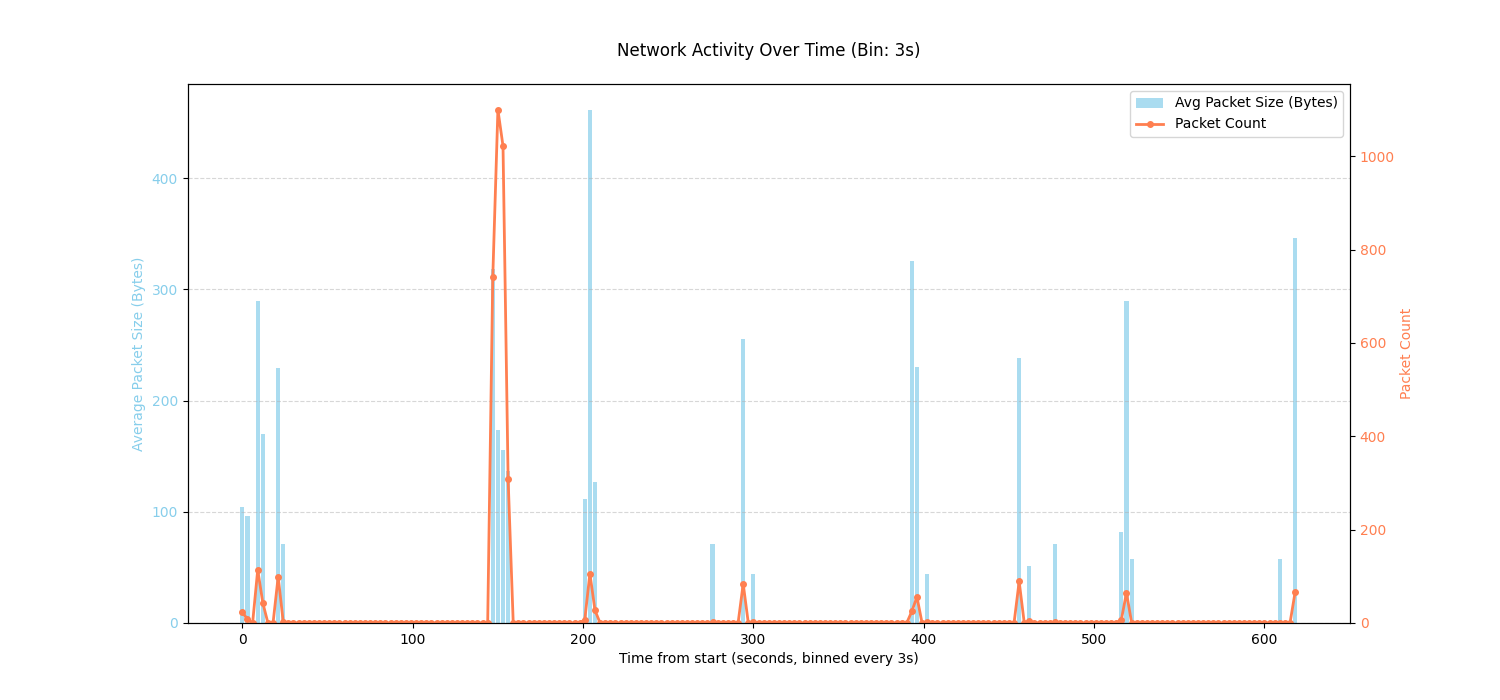 Network Activity Over Time (Bin: 3s)
Avg Packet Size (Bytes)
Packet Count
Average Packet Size (Bytes)
400
300
200
100
0
1000
800
600
400
200
0
Packet Count
0 100 200 300 400 500 600
Time from start (seconds, binned every 3s)